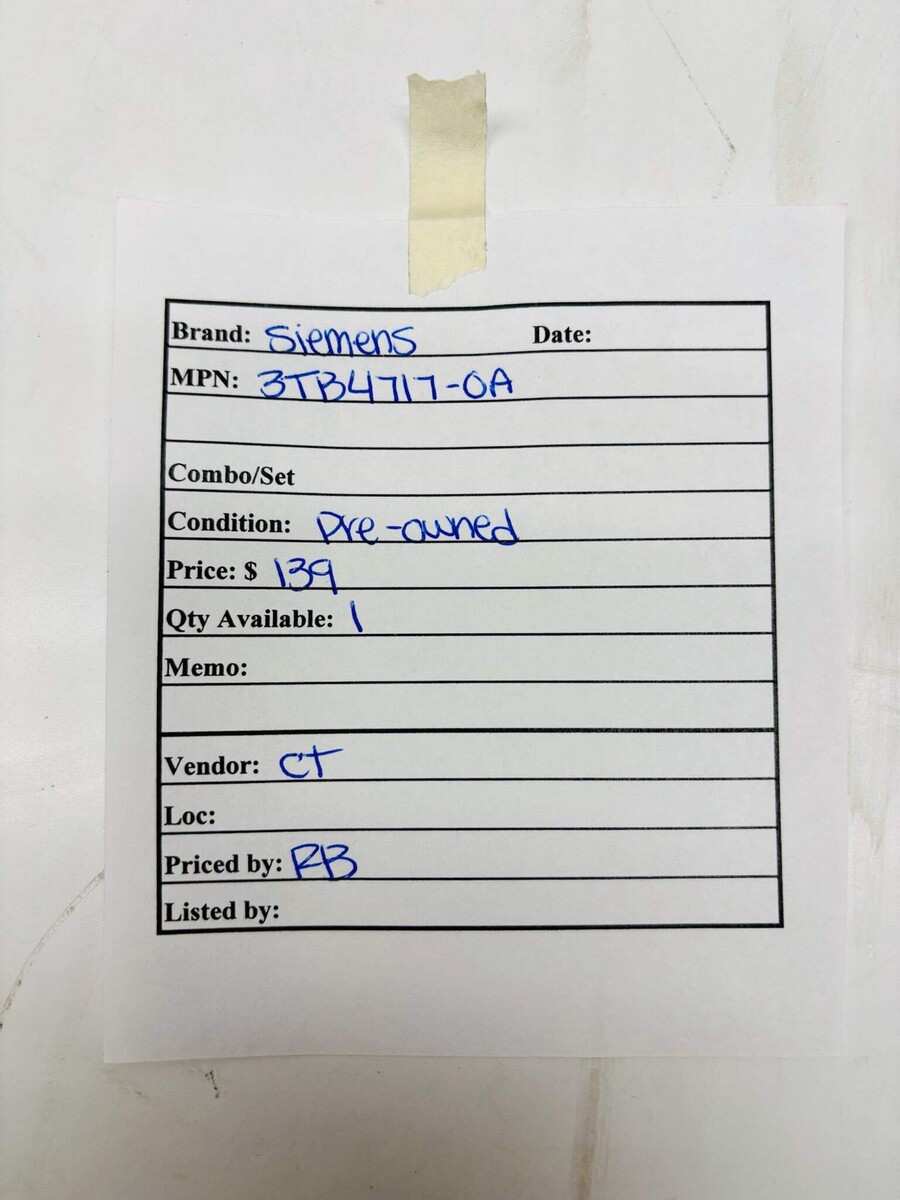 Brand: Siemens Date:
MPN: 3TB4717-0A
Combo/Set
Condition: Pre-owned
Price: $ 139
Qty Available: 1
Memo:
Vendor: CT
Loc:
Priced by: RB
Listed by: